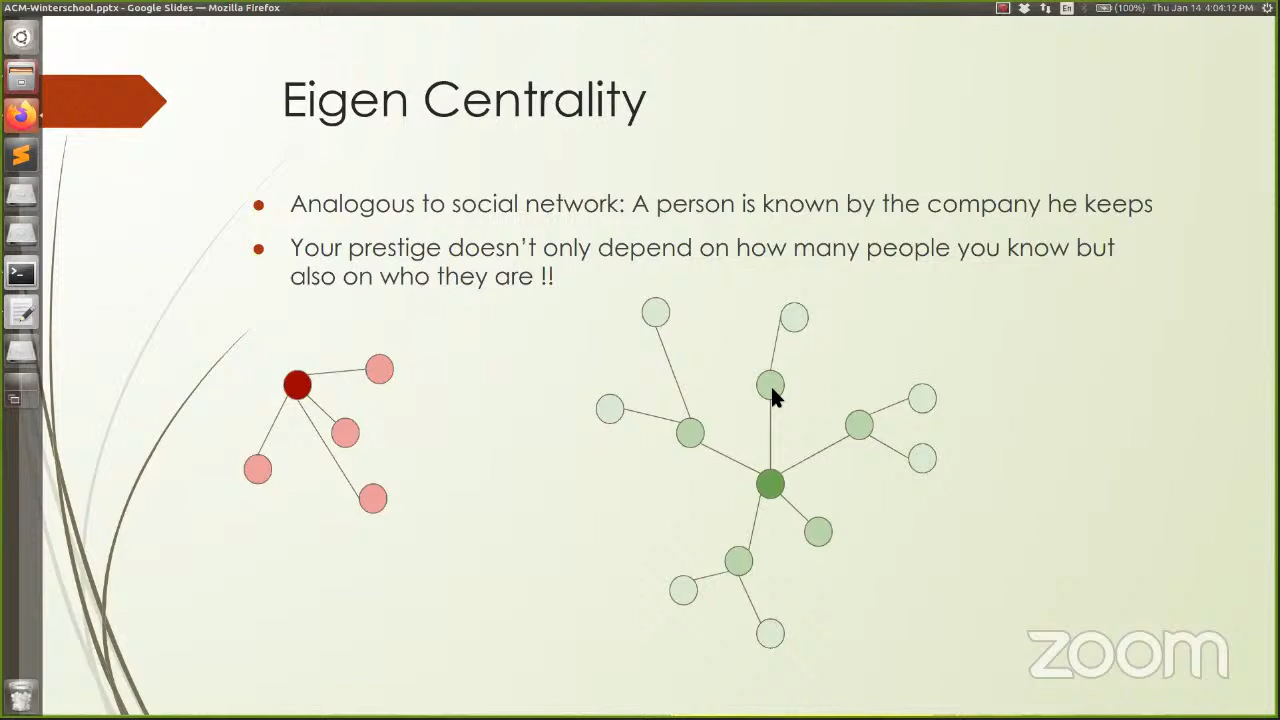 ACM-Winterschool.pptx - Google Slides — Mozilla Firefox
En (100%) Thu Jan 14 4:04:12 PM
Eigen Centrality
Analogous to social network: A person is known by the company he keeps
Your prestige doesn't only depend on how many people you know but
also on who they are !!
zoom